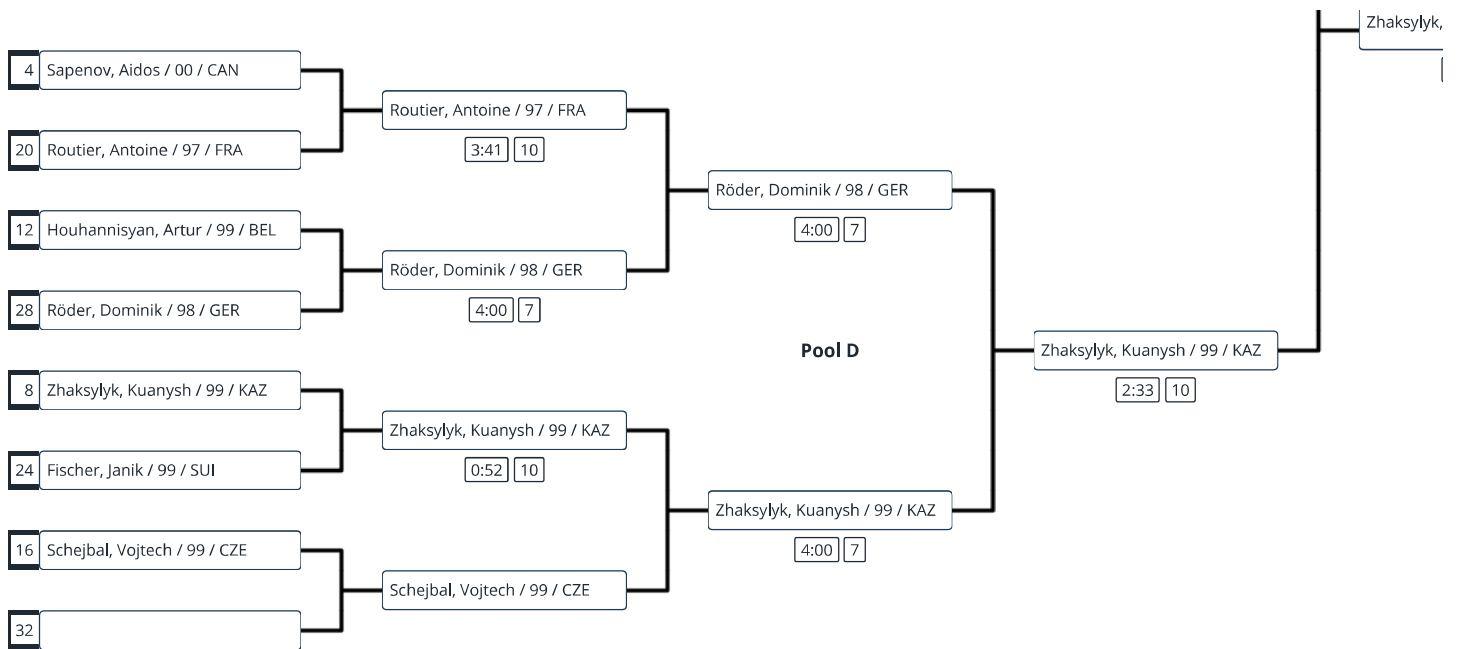 Zhaksylyk,
4 Sapenov, Aidos / 00 / CAN
Routier, Antoine / 97 / FRA
3:41 10
20 Routier, Antoine / 97 / FRA
Röder, Dominik / 98 / GER
4:00 7
12 Houhannisyan, Artur / 99 / BEL
Röder, Dominik / 98 / GER
4:00 7
28 Röder, Dominik / 98 / GER
Pool D
Zhaksylyk, Kuanysh / 99 / KAZ
2:33 10
8 Zhaksylyk, Kuanysh / 99 / KAZ
Zhaksylyk, Kuanysh / 99 / KAZ
0:52 10
24 Fischer, Janik / 99 / SUI
Zhaksylyk, Kuanysh / 99 / KAZ
4:00 7
16 Schejbal, Vojtech / 99 / CZE
Schejbal, Vojtech / 99 / CZE
32